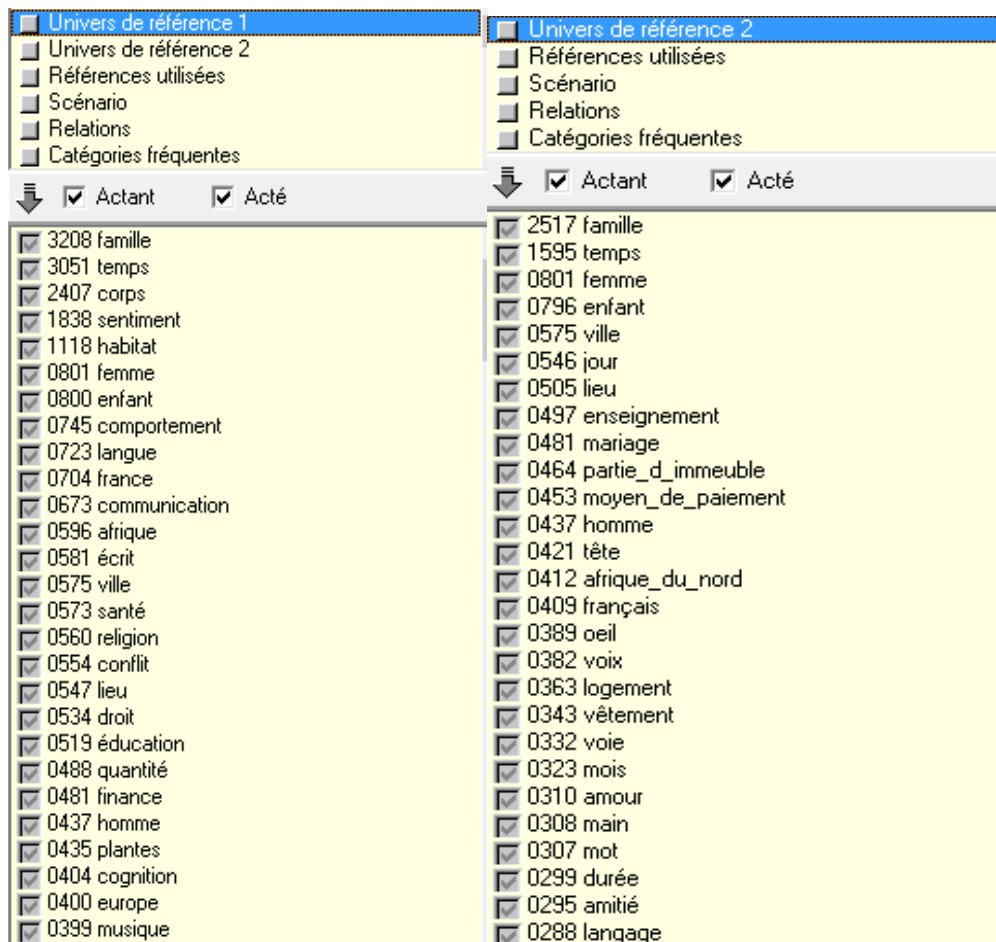 Univers de référence 1
Univers de référence 2
Références utilisées
Scénario
Relations
Catégories fréquentes
Actant Acté
3208 famille
3051 temps
2407 corps
1838 sentiment
1118 habitat
0801 femme
0800 enfant
0745 comportement
0723 langue
0704 france
0673 communication
0596 afrique
0581 écrit
0575 ville
0573 santé
0560 religion
0554 conflit
0547 lieu
0534 droit
0519 éducation
0488 quantité
0481 finance
0437 homme
0435 plantes
0404 cognition
0400 europe
0399 musique
Univers de référence 2
Références utilisées
Scénario
Relations
Catégories fréquentes
Actant Acté
2517 famille
1595 temps
0801 femme
0796 enfant
0575 ville
0546 jour
0505 lieu
0497 enseignement
0481 mariage
0464 partie_d_immeuble
0453 moyen_de_paiement
0437 homme
0421 tête
0412 afrique_du_nord
0409 français
0389 oeil
0382 voix
0363 logement
0343 vêtement
0332 voie
0323 mois
0310 amour
0308 main
0307 mot
0299 durée
0295 amitié
0288 langage